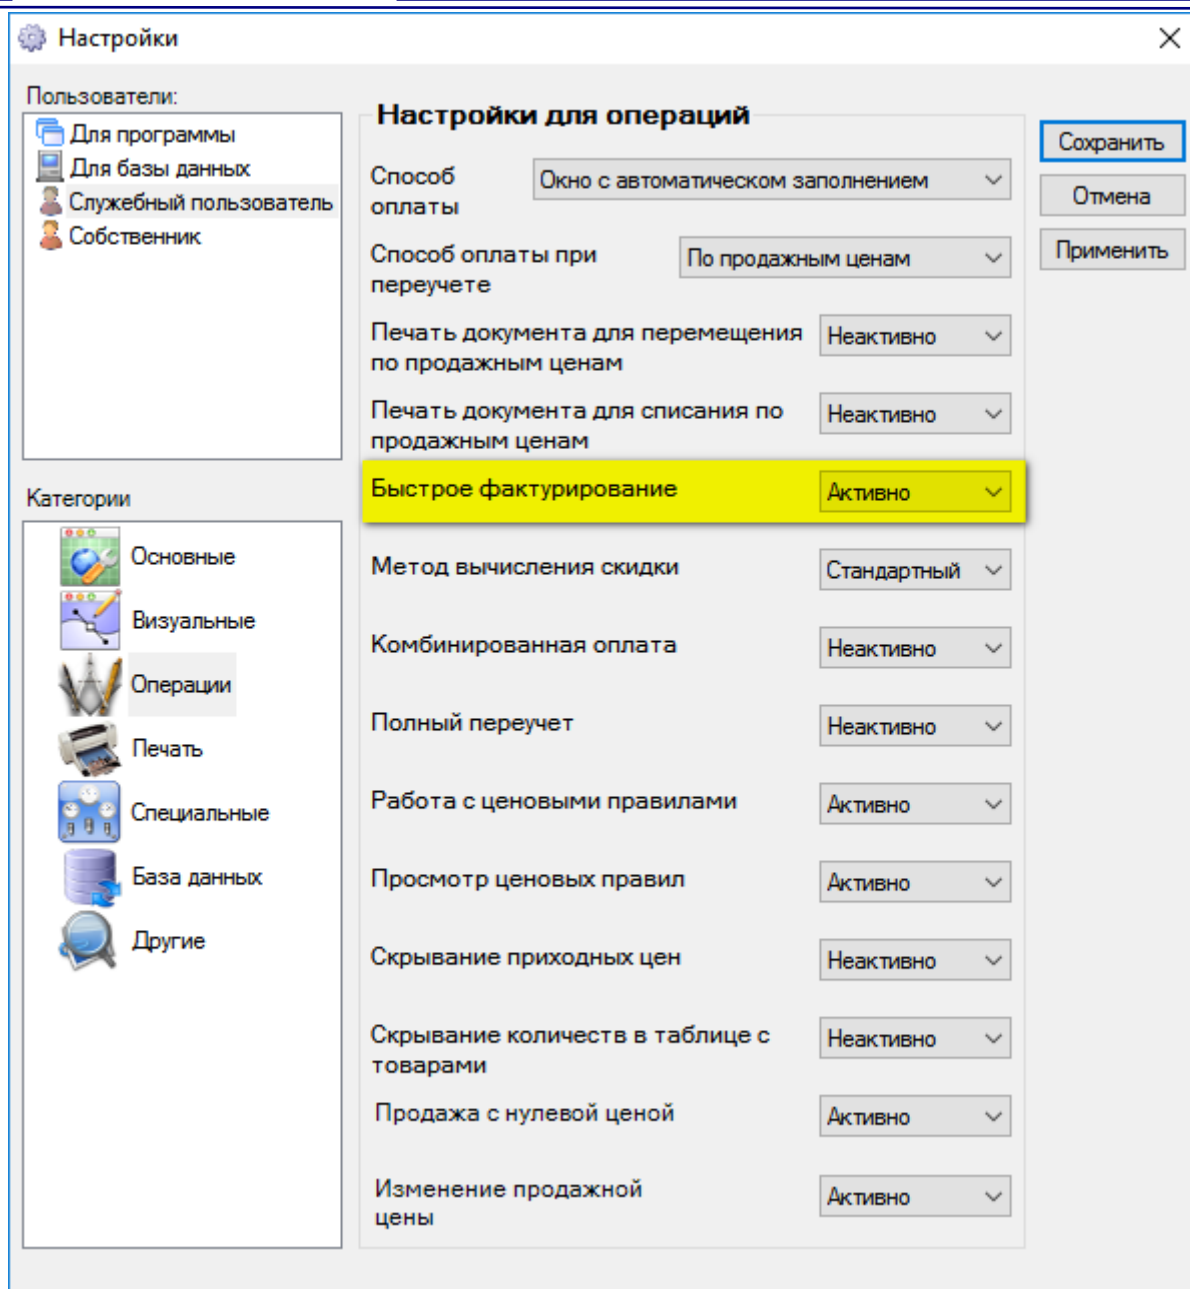 Настройки
Пользователи:
Для программы
Для базы данных
Служебный пользователь
Собственник
Категории
Основные
Визуальные
Операции
Печать
Специальные
База данных
Другие
Настройки для операций
Способ
оплаты
Окно с автоматическом заполнением
Способ оплаты при
переучете
По продажным ценам
Печать документа для перемещения
по продажным ценам
Неактивно
Печать документа для списания по
продажным ценам
Неактивно
Быстрое фактурирование
Активно
Метод вычисления скидки
Стандартный
Комбинированная оплата
Неактивно
Полный переучет
Неактивно
Работа с ценовыми правилами
Активно
Просмотр ценовых правил
Активно
Скрывание приходных цен
Неактивно
Скрывание количеств в таблице с
товарами
Неактивно
Продажа с нулевой ценой
Активно
Изменение продажной
цены
Активно
Сохранить
Отмена
Применить